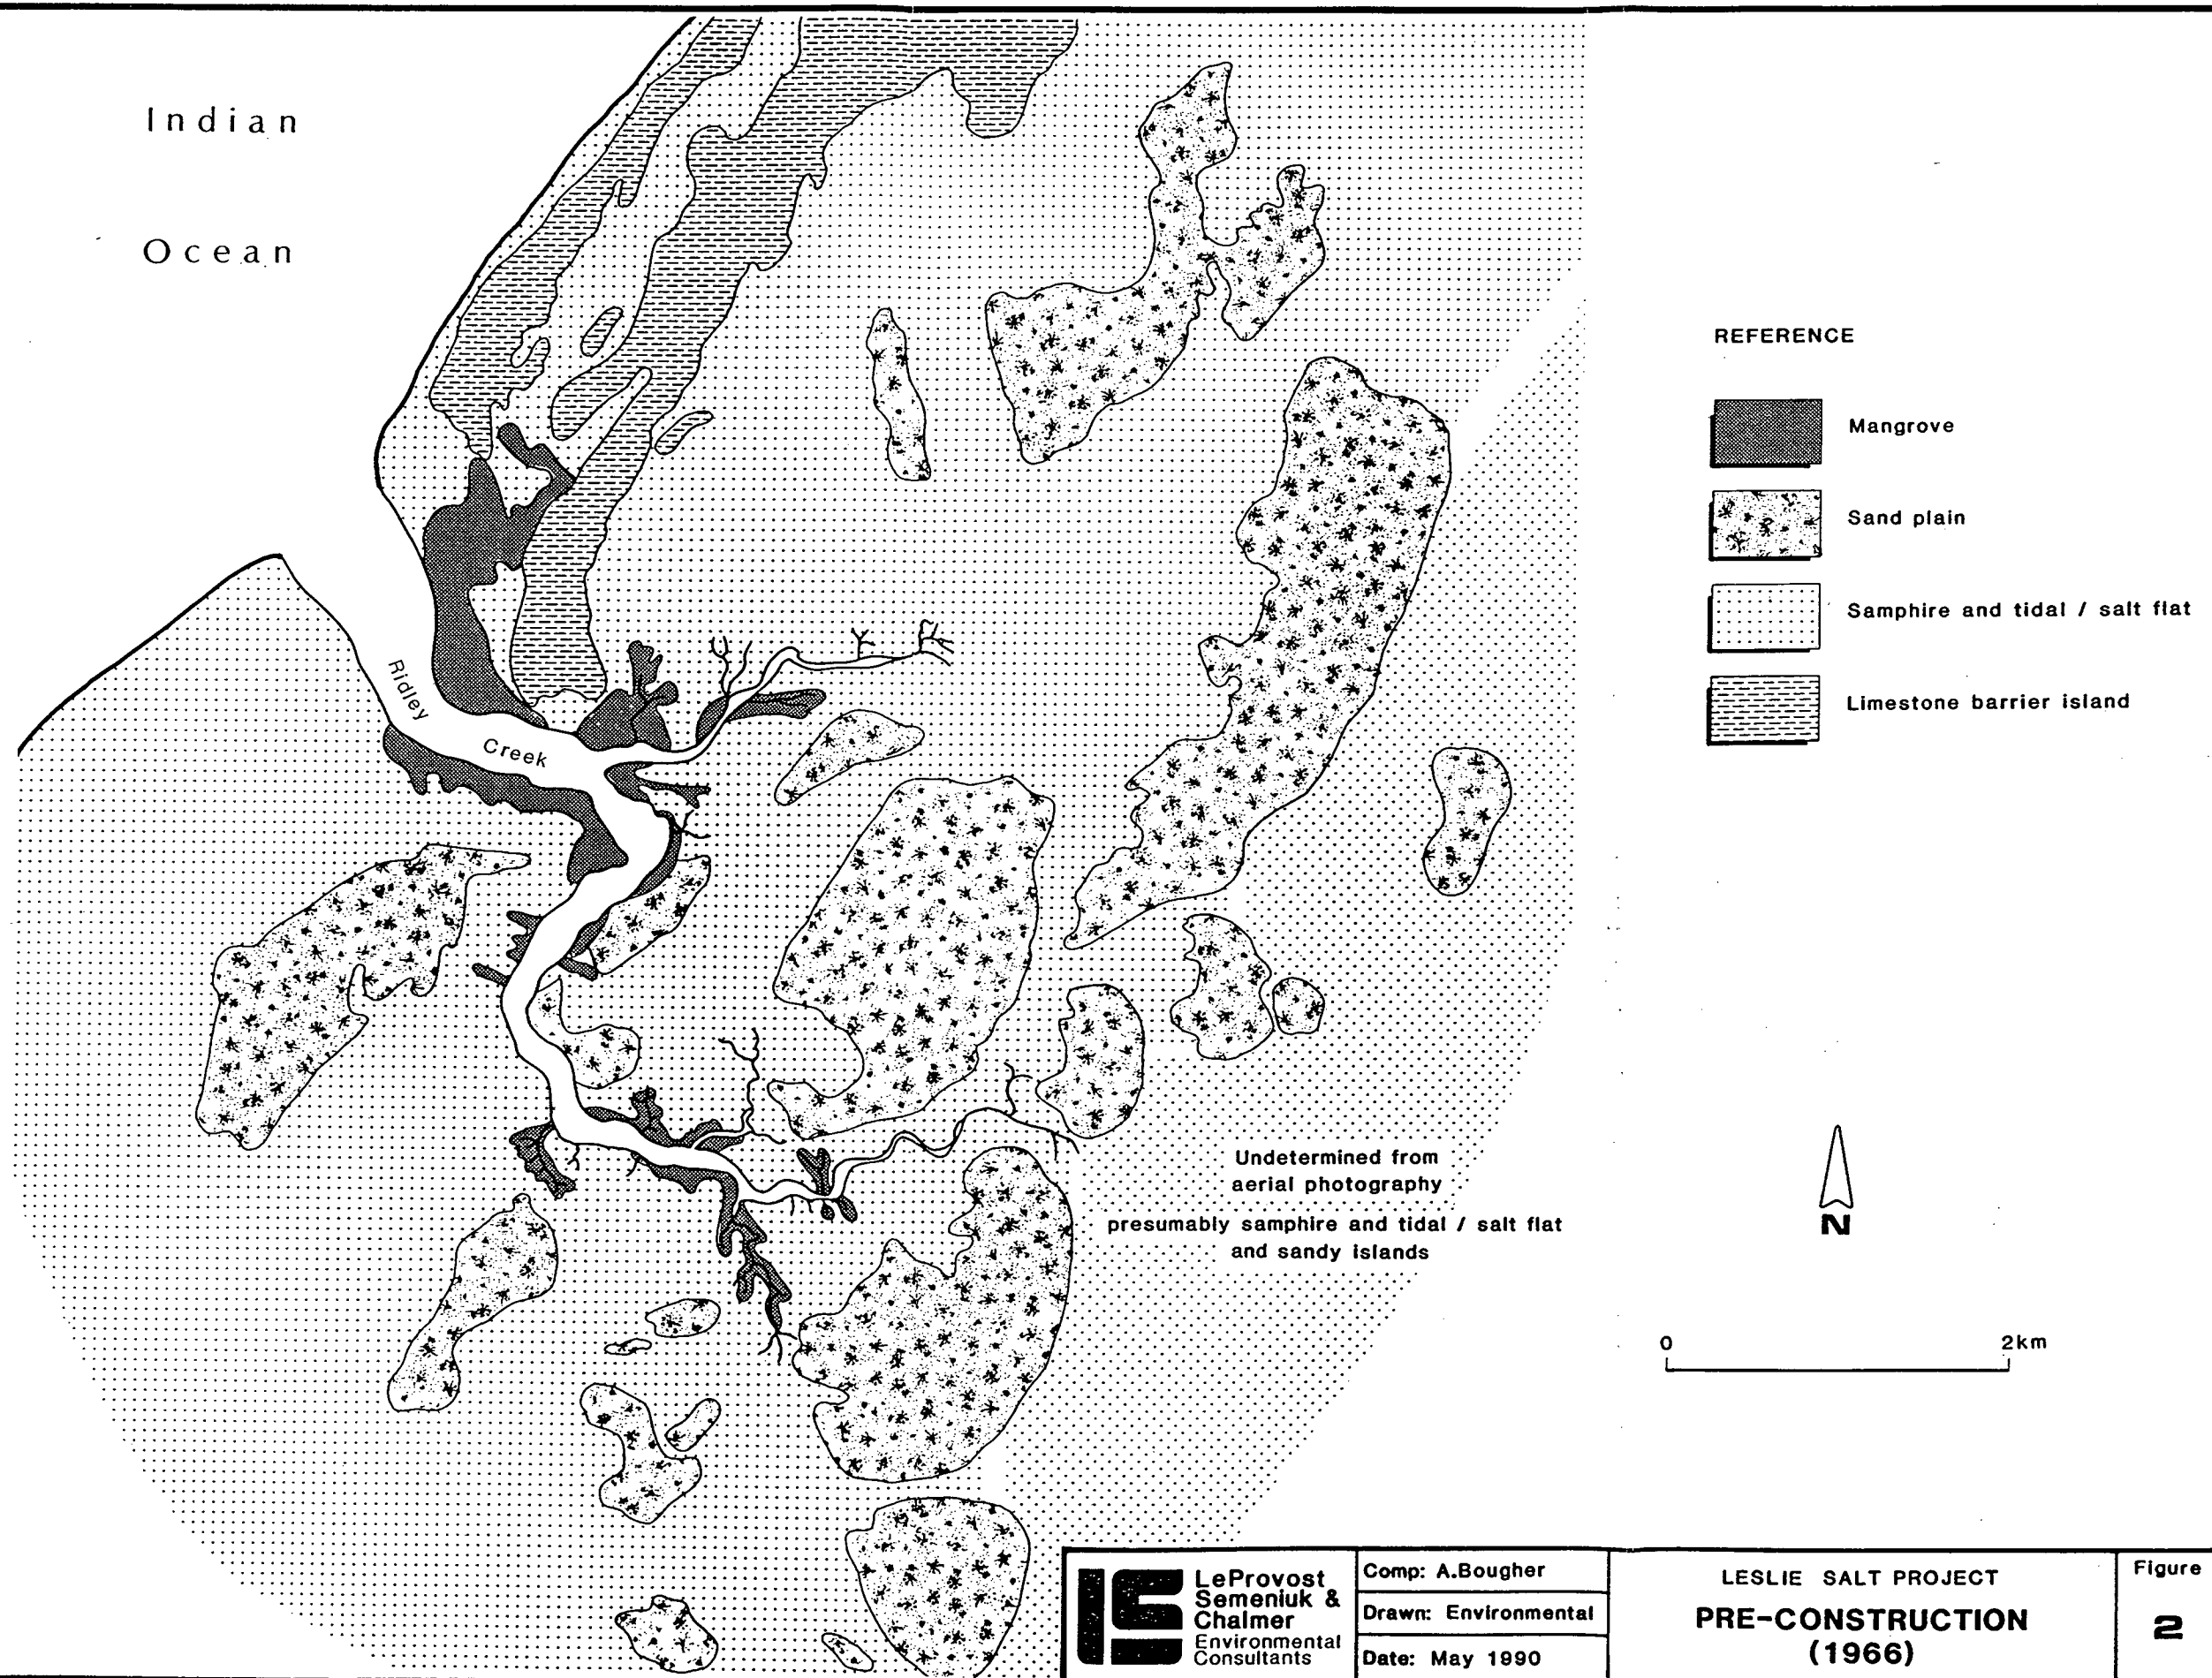 Indian
Ocean
Ridley
Creek
REFERENCE
Mangrove
Sand plain
Samphire and tidal / salt flat
Limestone barrier island
Undetermined from
aerial photography
presumably samphire and tidal / salt flat
and sandy islands
N
0 2km
LeProvost
Semeniuk &
Chalmer
Environmental
Consultants
Comp: A.Bougher
Drawn: Environmental
Date: May 1990
LESLIE SALT PROJECT
PRE-CONSTRUCTION
(1966)
Figure
2